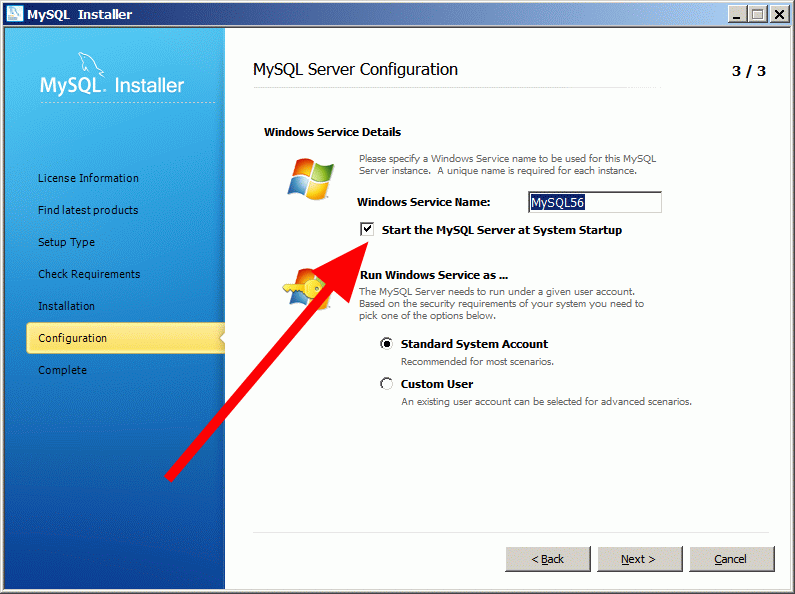 MySQL Installer
MySQL Installer
MySQL Server Configuration
3 / 3
License Information
Find latest products
Setup Type
Check Requirements
Installation
Configuration
Complete
Windows Service Details
Please specify a Windows Service name to be used for this MySQL
Server instance. A unique name is required for each instance.
Windows Service Name: MySQL56
Start the MySQL Server at System Startup
Run Windows Service as ...
The MySQL Server needs to run under a given user account.
Based on the security requirements of your system you need to
pick one of the options below.
Standard System Account
Recommended for most scenarios.
Custom User
An existing user account can be selected for advanced scenarios.
< Back
Next >
Cancel